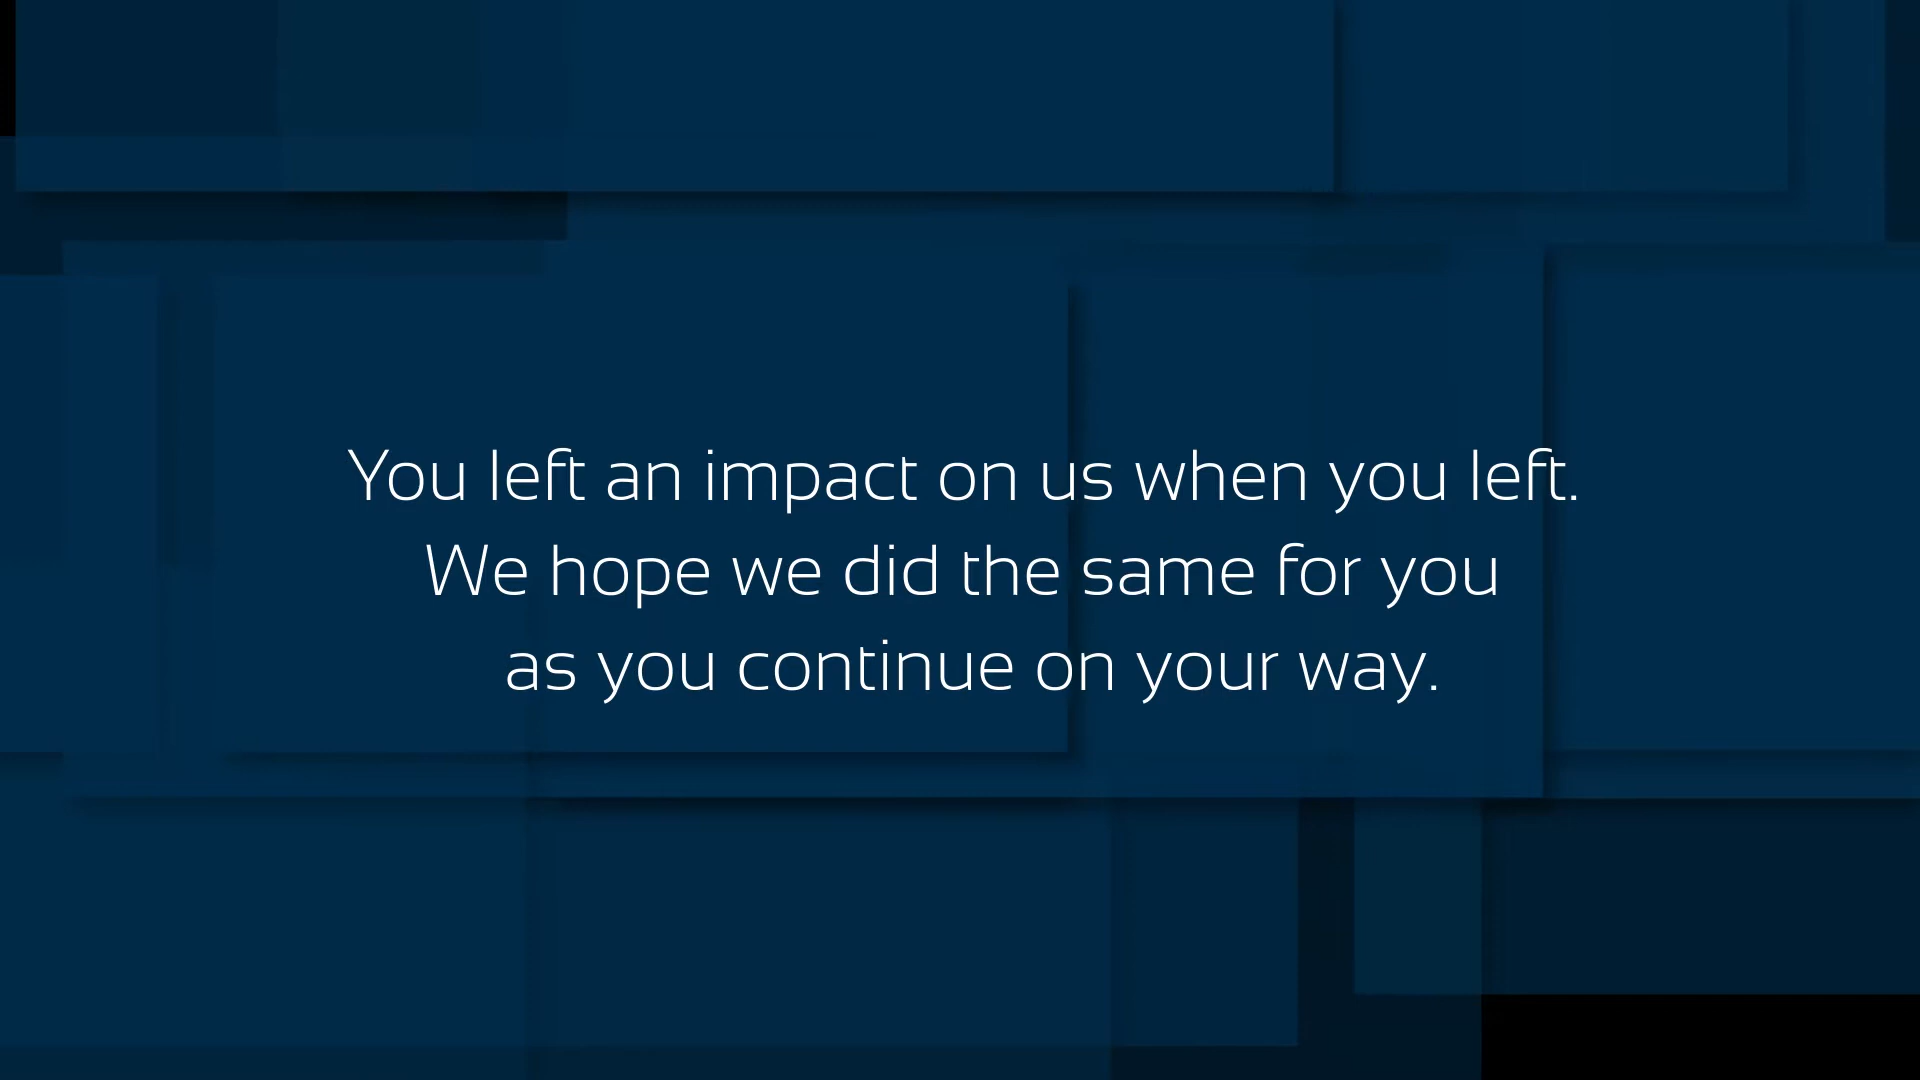 You left an impact on us when you left.
We hope we did the same for you
as you continue on your way.